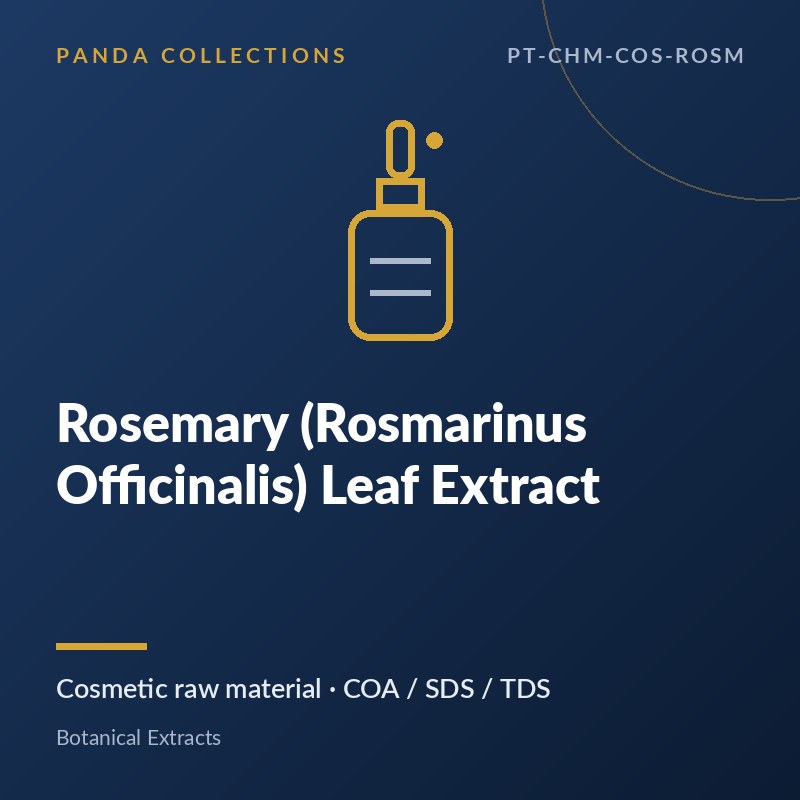 PANDA COLLECTIONS
PT-CHM-COS-ROSM
Rosemary (Rosmarinus
Officinalis) Leaf Extract
Cosmetic raw material · COA / SDS / TDS
Botanical Extracts